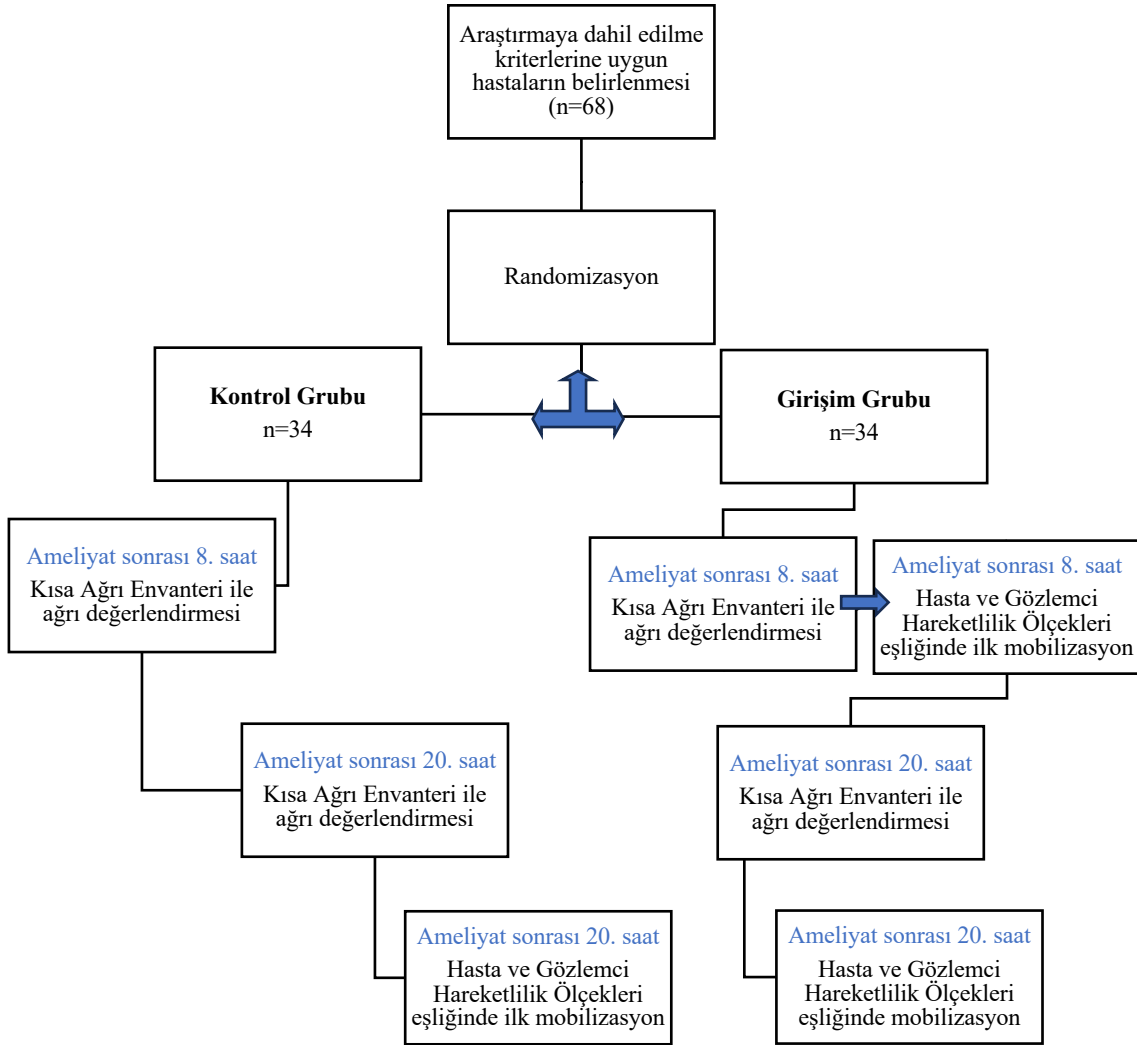 Araştırmaya dahil edilme
kriterlerine uygun
hastaların belirlenmesi
(n=68)
Randomizasyon
Kontrol Grubu
n=34
Girişim Grubu
n=34
Ameliyat sonrası 8. saat
Kısa Ağrı Envanteri ile
ağrı değerlendirmesi
Ameliyat sonrası 8. saat
Kısa Ağrı Envanteri ile
ağrı değerlendirmesi
Ameliyat sonrası 8. saat
Hasta ve Gözlemci
Hareketlilik Ölçekleri
eşliğinde ilk mobilizasyon
Ameliyat sonrası 20. saat
Kısa Ağrı Envanteri ile
ağrı değerlendirmesi
Ameliyat sonrası 20. saat
Kısa Ağrı Envanteri ile
ağrı değerlendirmesi
Ameliyat sonrası 20. saat
Hasta ve Gözlemci
Hareketlilik Ölçekleri
eşliğinde ilk mobilizasyon
Ameliyat sonrası 20. saat
Hasta ve Gözlemci
Hareketlilik Ölçekleri
eşliğinde mobilizasyon